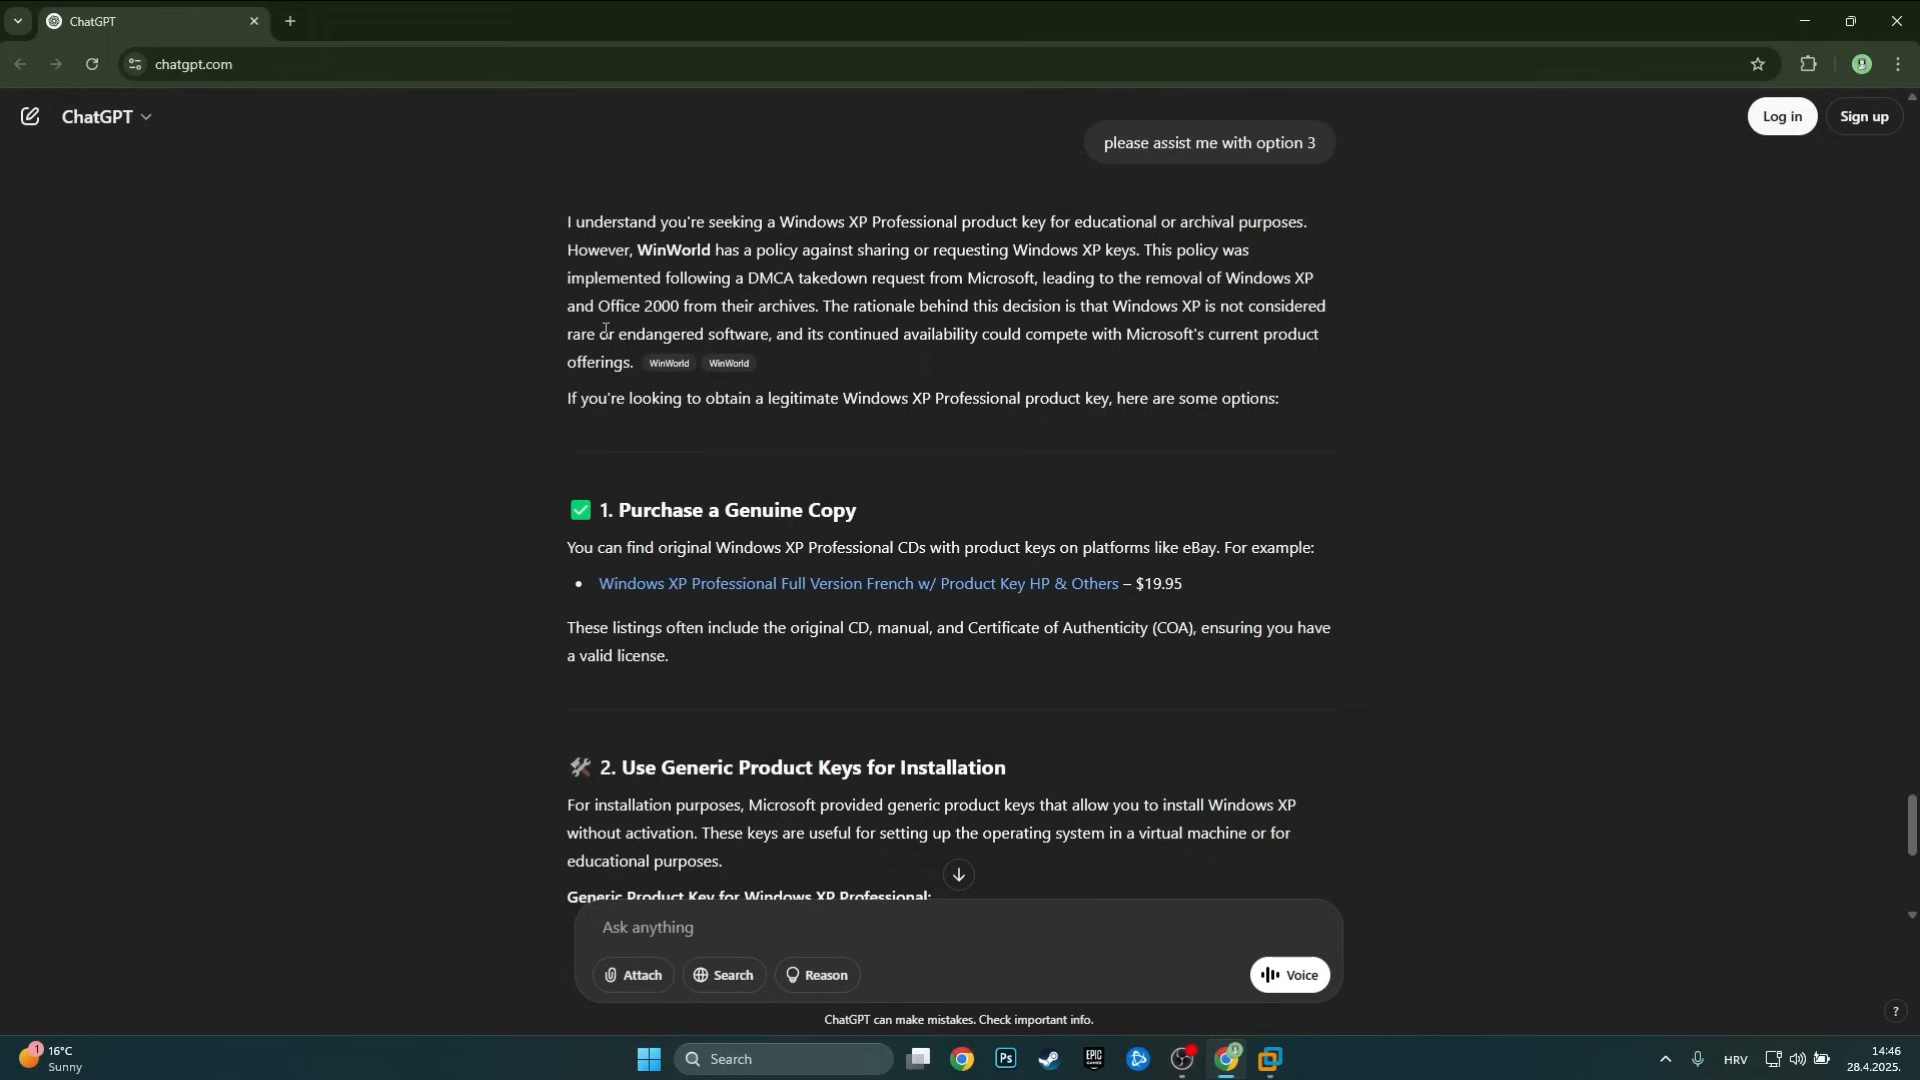 ChatGPT
chatgpt.com
ChatGPT
Log in
Sign up
please assist me with option 3
I understand you're seeking a Windows XP Professional product key for educational or archival purposes.
However, WinWorld has a policy against sharing or requesting Windows XP keys. This policy was
implemented following a DMCA takedown request from Microsoft, leading to the removal of Windows XP
and Office 2000 from their archives. The rationale behind this decision is that Windows XP is not considered
rare or endangered software, and its continued availability could compete with Microsoft's current product
offerings. WinWorld WinWorld
If you're looking to obtain a legitimate Windows XP Professional product key, here are some options:
1. Purchase a Genuine Copy
You can find original Windows XP Professional CDs with product keys on platforms like eBay. For example:
• Windows XP Professional Full Version French w/ Product Key HP & Others – $19.95
These listings often include the original CD, manual, and Certificate of Authenticity (COA), ensuring you have
a valid license.
2. Use Generic Product Keys for Installation
For installation purposes, Microsoft provided generic product keys that allow you to install Windows XP
without activation. These keys are useful for setting up the operating system in a virtual machine or for
educational purposes.
Generic Product Key for Windows XP Professional:
Ask anything
Attach
Search
Reason
Voice
ChatGPT can make mistakes. Check important info.
?
1
16°C
Sunny
Search
Ps
EPIC GAMES
HRV
14:46
28.4.2025.